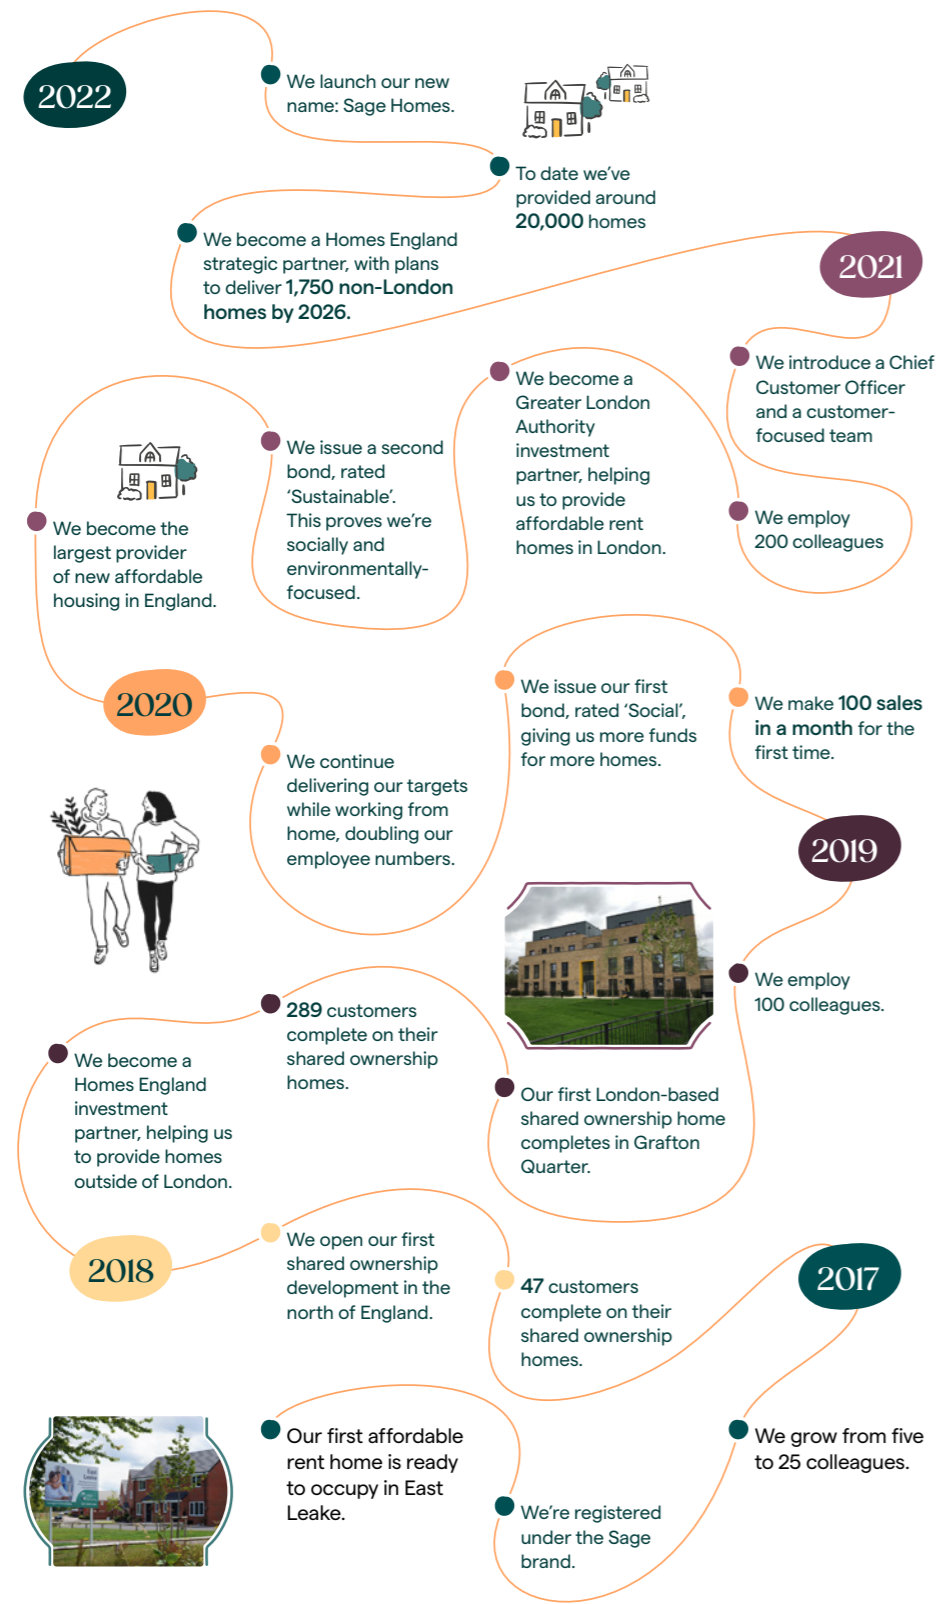 2022
We launch our new
name: Sage Homes.
To date we've
provided around
20,000 homes
We become a Homes England
strategic partner, with plans
to deliver 1,750 non-London
homes by 2026.
2021
We introduce a Chief
Customer Officer
and a customer-
focused team
We employ
200 colleagues
We become a
Greater London
Authority
investment
partner, helping
us to provide
affordable rent
homes in London.
We issue a second
bond, rated
‘Sustainable’.
This proves we’re
socially and
environmentally-
focused.
We become the
largest provider
of new affordable
housing in England.
2020
We continue
delivering our targets
while working from
home, doubling our
employee numbers.
We issue our first
bond, rated ‘Social’,
giving us more funds
for more homes.
We make 100 sales
in a month for the
first time.
2019
We employ
100 colleagues.
Our first London-based
shared ownership home
completes in Grafton
Quarter.
289 customers
complete on their
shared ownership
homes.
We become a
Homes England
investment
partner, helping us
to provide homes
outside of London.
2018
We open our first
shared ownership
development in the
north of England.
47 customers
complete on their
shared ownership
homes.
2017
We grow from five
to 25 colleagues.
We’re registered
under the Sage
brand.
Our first affordable
rent home is ready
to occupy in East
Leake.
East
Leake